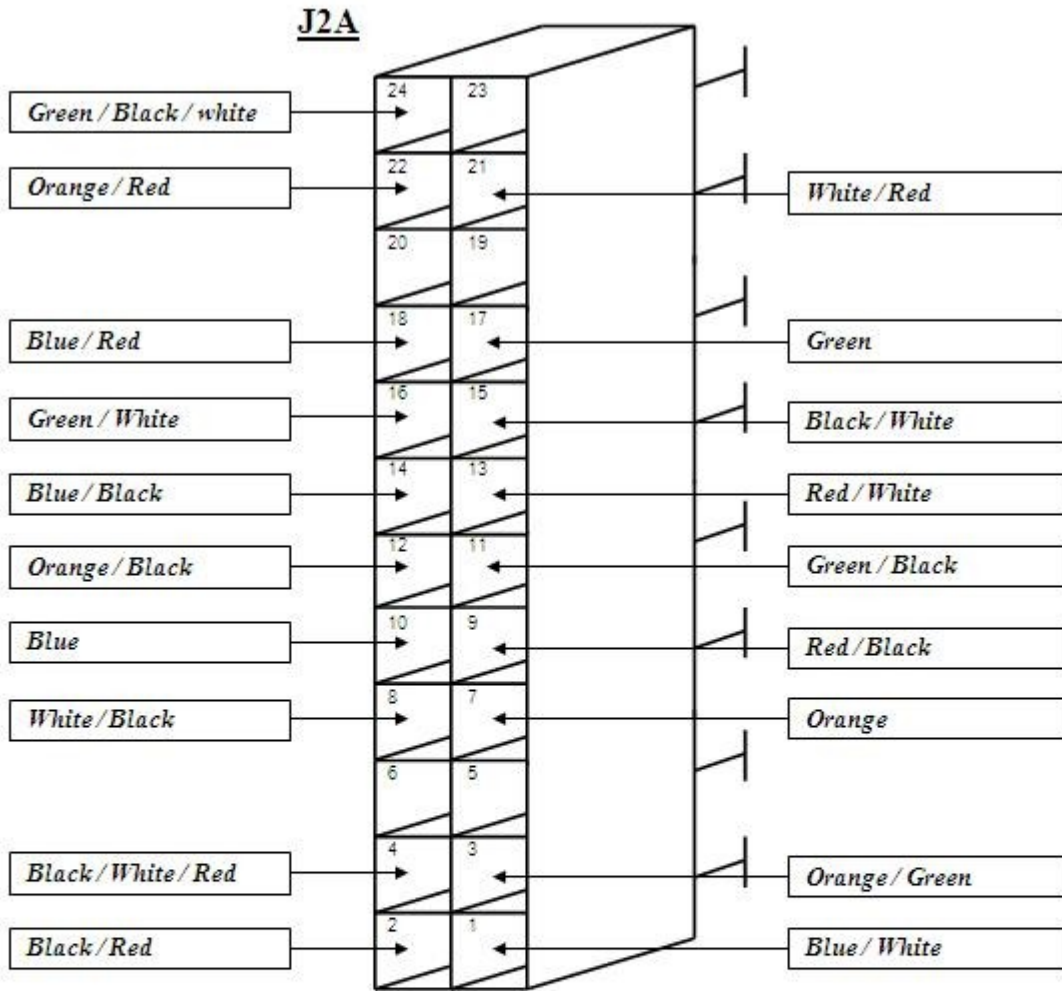 J2A
24 23
Green/Black/white
22 21
Orange/Red
White/Red
20 19
18 17
Blue/Red
Green
16 15
Green/White
Black/White
14 13
Blue/Black
Red/White
12 11
Orange/Black
Green/Black
10 9
Blue
Red/Black
8 7
White/Black
Orange
6 5
4 3
Black/White/Red
Orange/Green
2 1
Black/Red
Blue/White